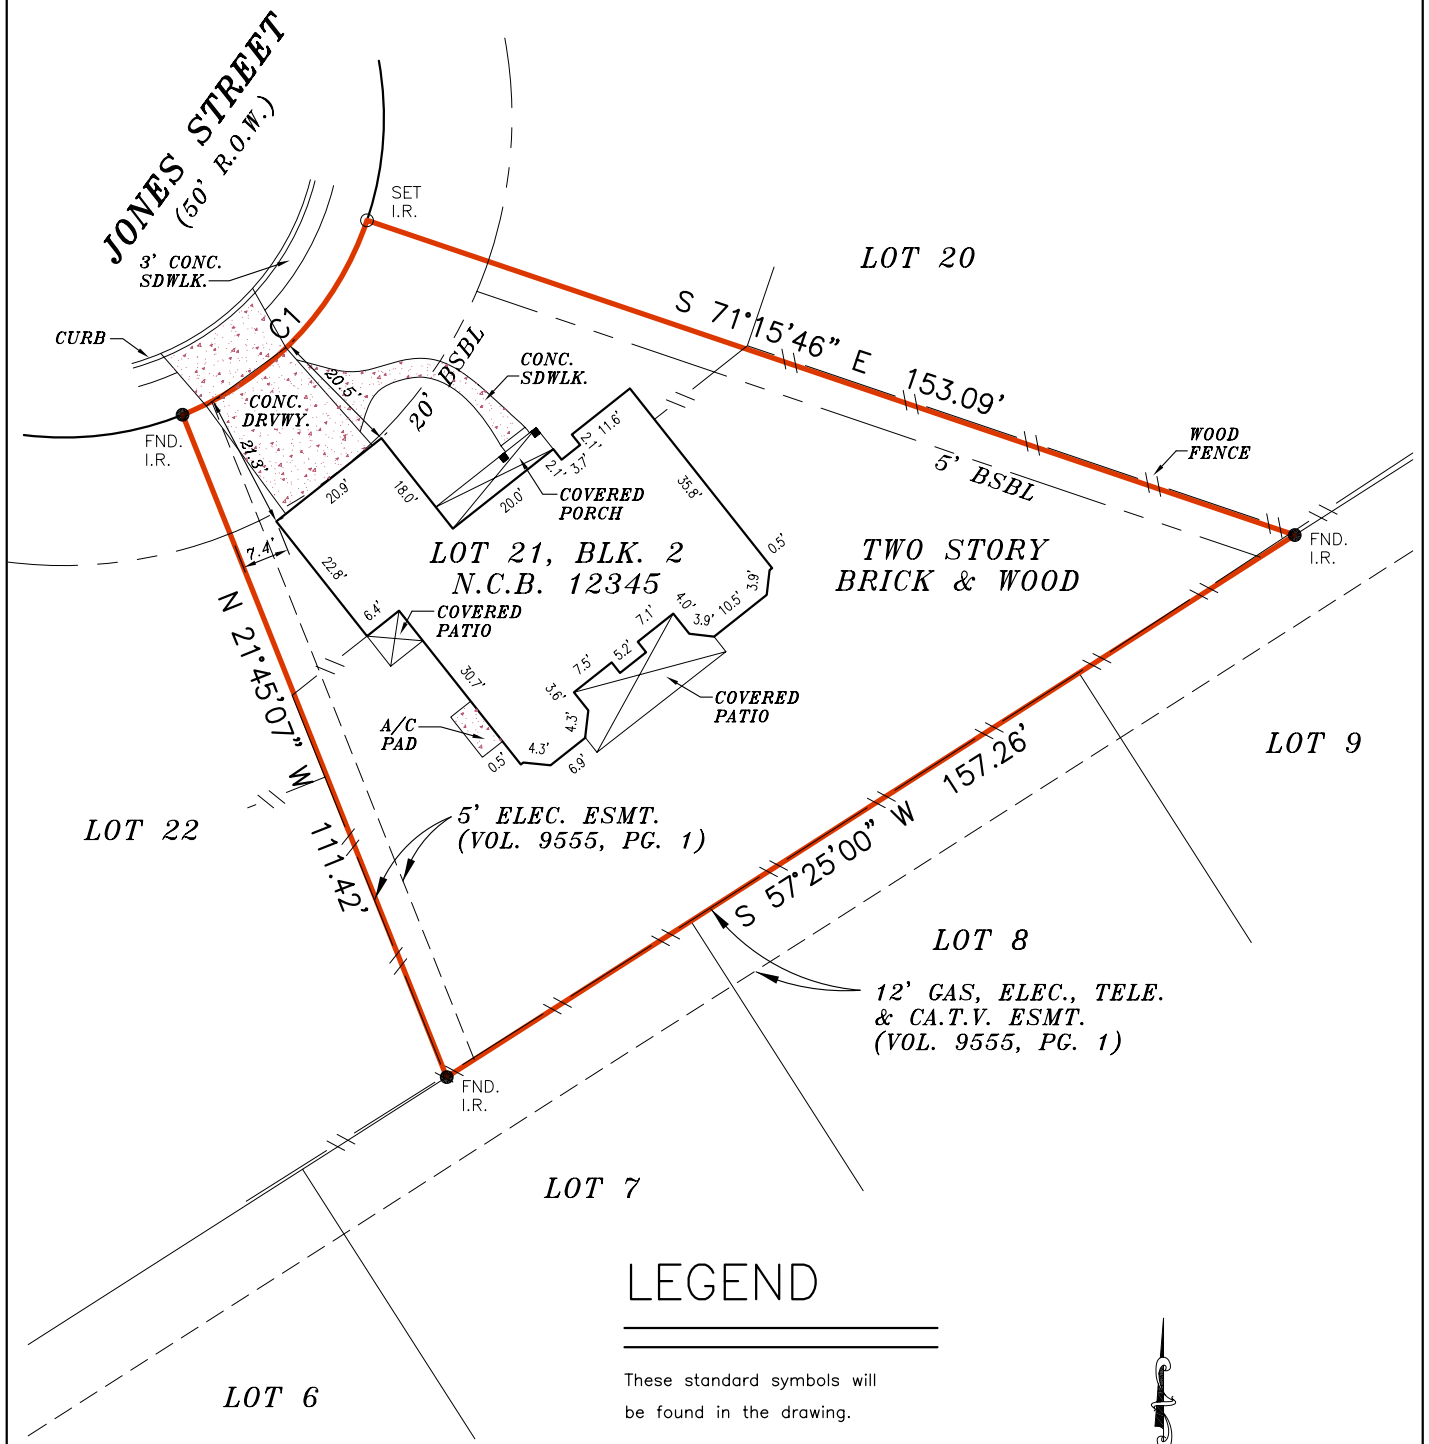 JONES STREET
(50' R.O.W.)
SET
I.R.
3' CONC.
SDWLK.
CURB
C1
LOT 20
S 71°15'46" E 153.09'
CONC.
SDWLK.
20' BSBL
20.5'
CONC.
DRVWY.
FND.
I.R.
21.3'
WOOD
FENCE
5' BSBL
FND.
I.R.
11.6'
2.1'
3.7'
20.9'
18.0'
20.0'
35.8'
COVERED
PORCH
7.4'
22.8'
0.5'
LOT 21, BLK. 2
N.C.B. 12345
TWO STORY
BRICK & WOOD
3.9'
10.5'
3.9'
4.0'
7.1'
5.2'
7.5'
6.4'
COVERED
PATIO
30.7'
3.6'
4.3'
COVERED
PATIO
A/C
PAD
0.5'
4.3'
6.9'
N 21°45'07" W 111.42'
LOT 22
5' ELEC. ESMT.
(VOL. 9555, PG. 1)
LOT 9
S 57°25'00" W 157.26'
LOT 8
12' GAS, ELEC., TELE.
& CA.T.V. ESMT.
(VOL. 9555, PG. 1)
FND.
I.R.
LOT 7
LOT 6
LEGEND
These standard symbols will
be found in the drawing.